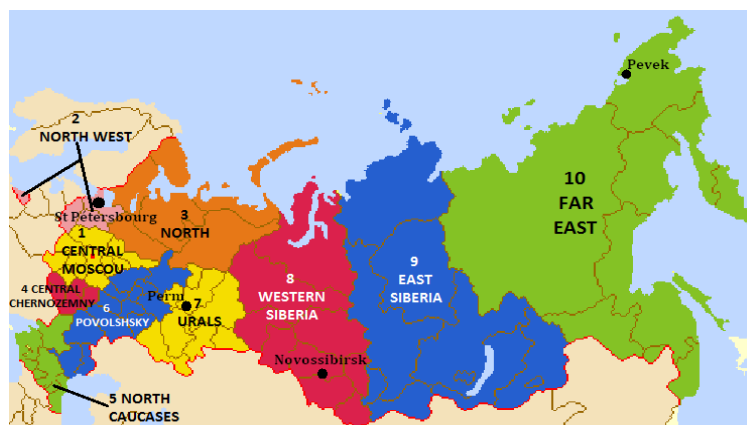 2
NORTH WEST
Pevek
St Petersbourg
3
NORTH
1
CENTRAL
MOSCOU
10
FAR
EAST
4 CENTRAL
CHERNOZEMNY
6
POVOLSHSKY
Perm
7
URALS
8
WESTERN
SIBERIA
9
EAST
SIBERIA
Novossibirsk
5 NORTH
CAUCASES